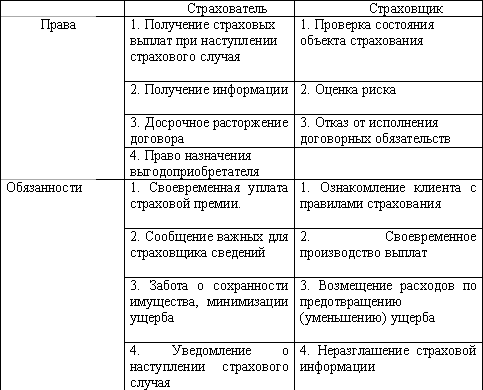 Страхователь Страховщик
Права
1. Получение страховых
выплат при наступлении
страхового случая
1. Проверка состояния
объекта страхования
2. Получение информации
2. Оценка риска
3. Досрочное расторжение
договора
3. Отказ от исполнения
договорных обязательств
4. Право назначения
выгодоприобретателя
Обязанности
1. Своевременная уплата
страховой премии.
1. Ознакомление клиента с
правилами страхования
2. Сообщение важных для
страховщика сведений
2. Своевременное
производство выплат
3. Забота о сохранности
имущества, минимизации
ущерба
3. Возмещение расходов по
предотвращению
(уменьшению) ущерба
4. Уведомление о
наступлении страхового
случая
4. Неразглашение страховой
информации